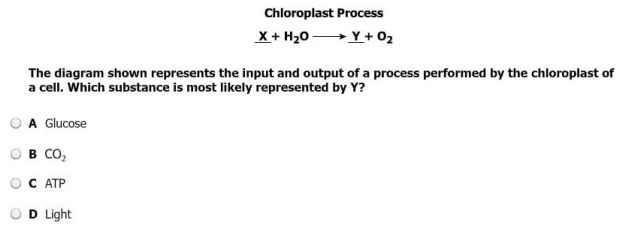 Chloroplast Process
X + H₂O ⟶ Y + O₂
The diagram shown represents the input and output of a process performed by the chloroplast of
a cell. Which substance is most likely represented by Y?
A Glucose
B CO₂
C ATP
D Light